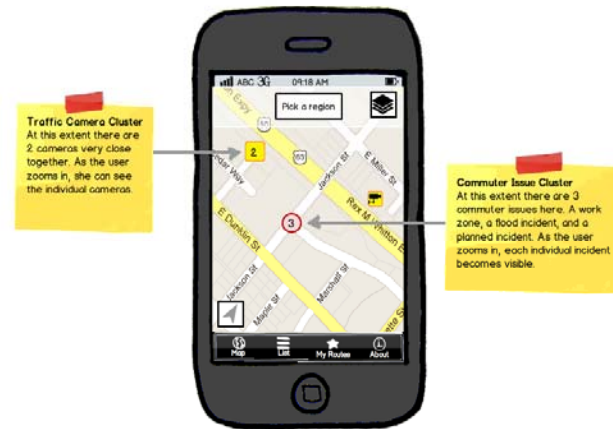 ABC 3G 09:18 AM
Pick a region
Traffic Camera Cluster
At this extent there are
2 cameras very close
together. As the user
zooms in, she can see
the individual cameras.
2
63
Jackson St
E Miller St
Rex M Whitton E
3
E Dunklin St
Jackson St
Maple St
Marshall St
Commuter Issue Cluster
At this extent there are 3
commuter issues here. A work
zone, a flood incident, and a
planned incident. As the user
zooms in, each individual incident
becomes visible.
Map List My Routes About